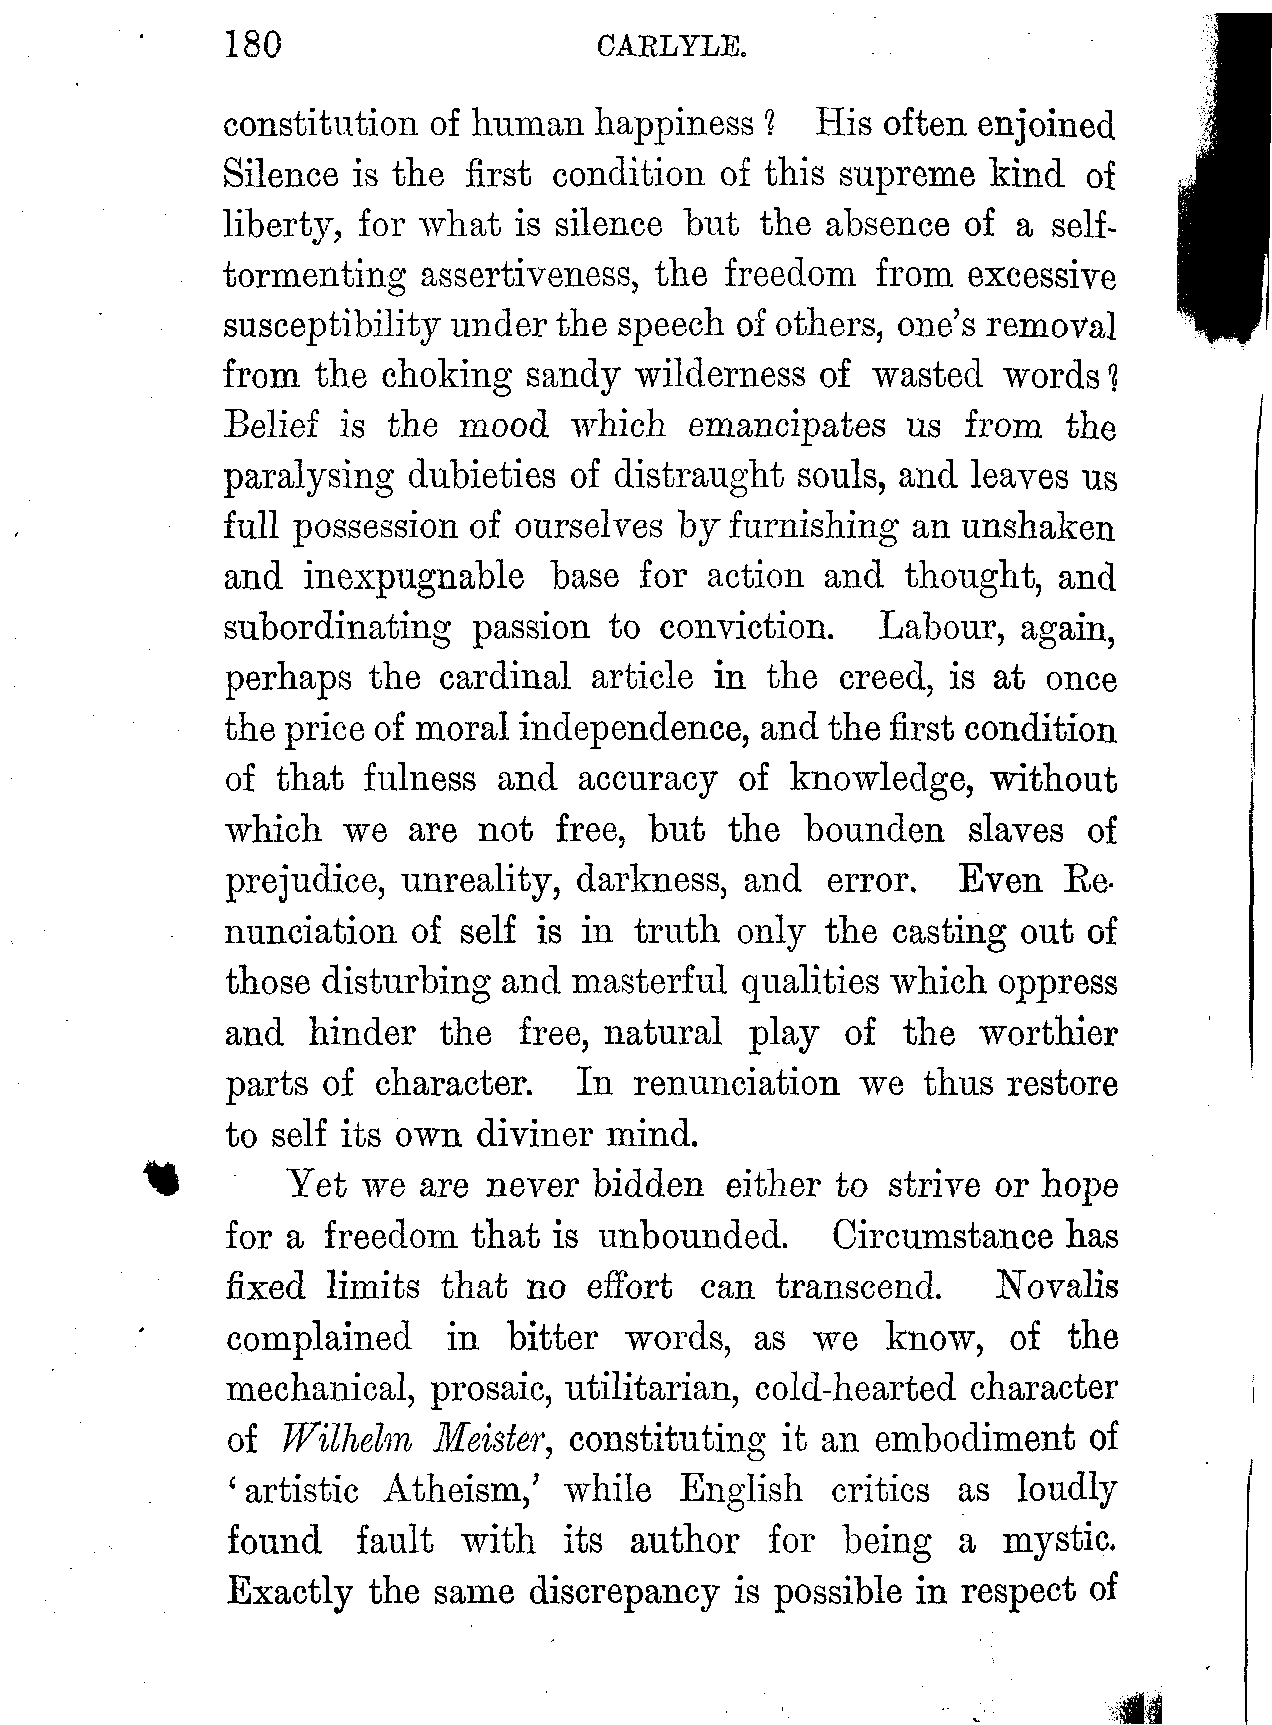 180 CARLYLE.
constitution of human happiness? His often enjoined
Silence is the first condition of this supreme kind of
liberty, for what is silence but the absence of a self-
tormenting assertiveness, the freedom from excessive
susceptibility under the speech of others, one's removal
from the choking sandy wilderness of wasted words?
Belief is the mood which emancipates us from the
paralysing dubieties of distraught souls, and leaves us
full possession of ourselves by furnishing an unshaken
and inexpugnable base for action and thought, and
subordinating passion to conviction. Labour, again,
perhaps the cardinal article in the creed, is at once
the price of moral independence, and the first condition
of that fulness and accuracy of knowledge, without
which we are not free, but the bounden slaves of
prejudice, unreality, darkness, and error. Even Re-
nunciation of self is in truth only the casting out of
those disturbing and masterful qualities which oppress
and hinder the free, natural play of the worthier
parts of character. In renunciation we thus restore
to self its own diviner mind.
Yet we are never bidden either to strive or hope
for a freedom that is unbounded. Circumstance has
fixed limits that no effort can transcend. Novalis
complained in bitter words, as we know, of the
mechanical, prosaic, utilitarian, cold-hearted character
of Wilhelm Meister, constituting it an embodiment of
'artistic Atheism,' while English critics as loudly
found fault with its author for being a mystic.
Exactly the same discrepancy is possible in respect of